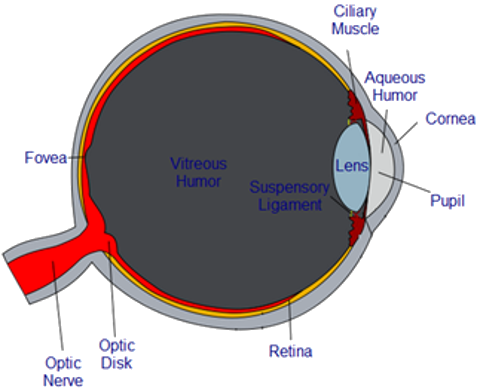 Ciliary
Muscle
Aqueous
Humor
Cornea
Fovea
Vitreous
Humor
Lens
Suspensory
Ligament
Pupil
Optic
Disk
Retina
Optic
Nerve